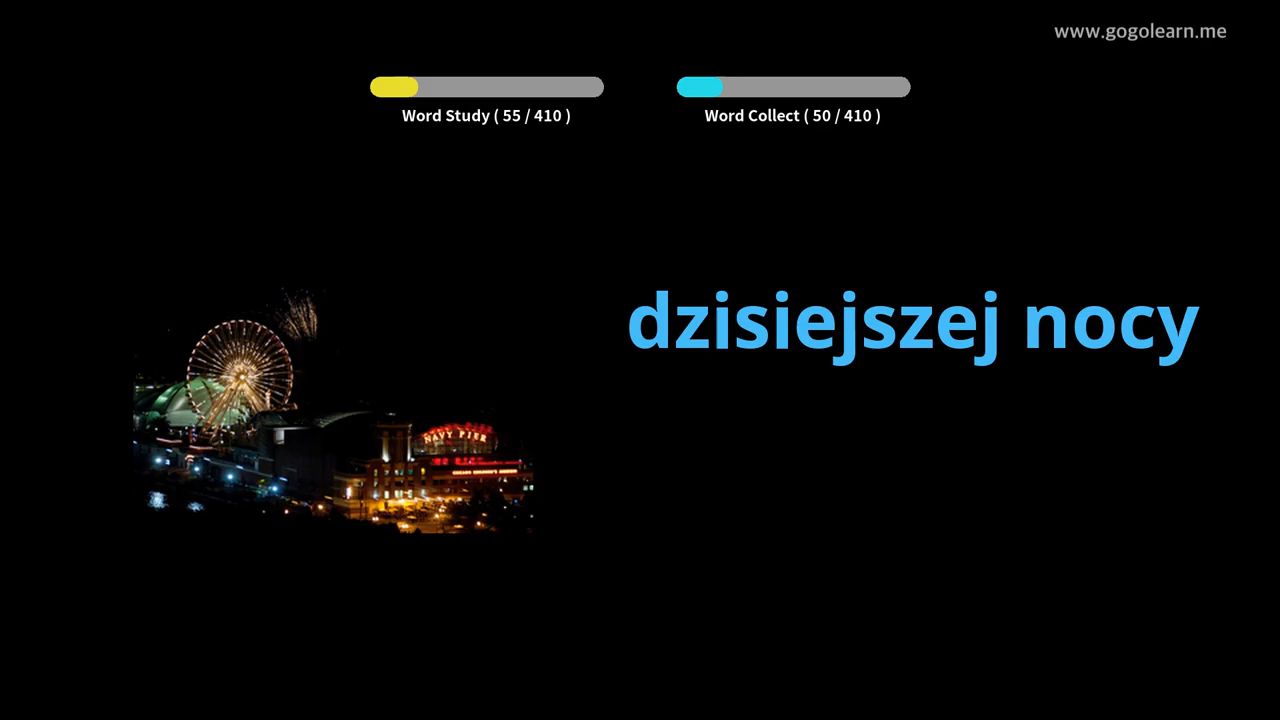 www.gogolearn.me
Word Study ( 55 / 410 )
Word Collect ( 50 / 410 )
dzisiejszej nocy
NAVY PIER